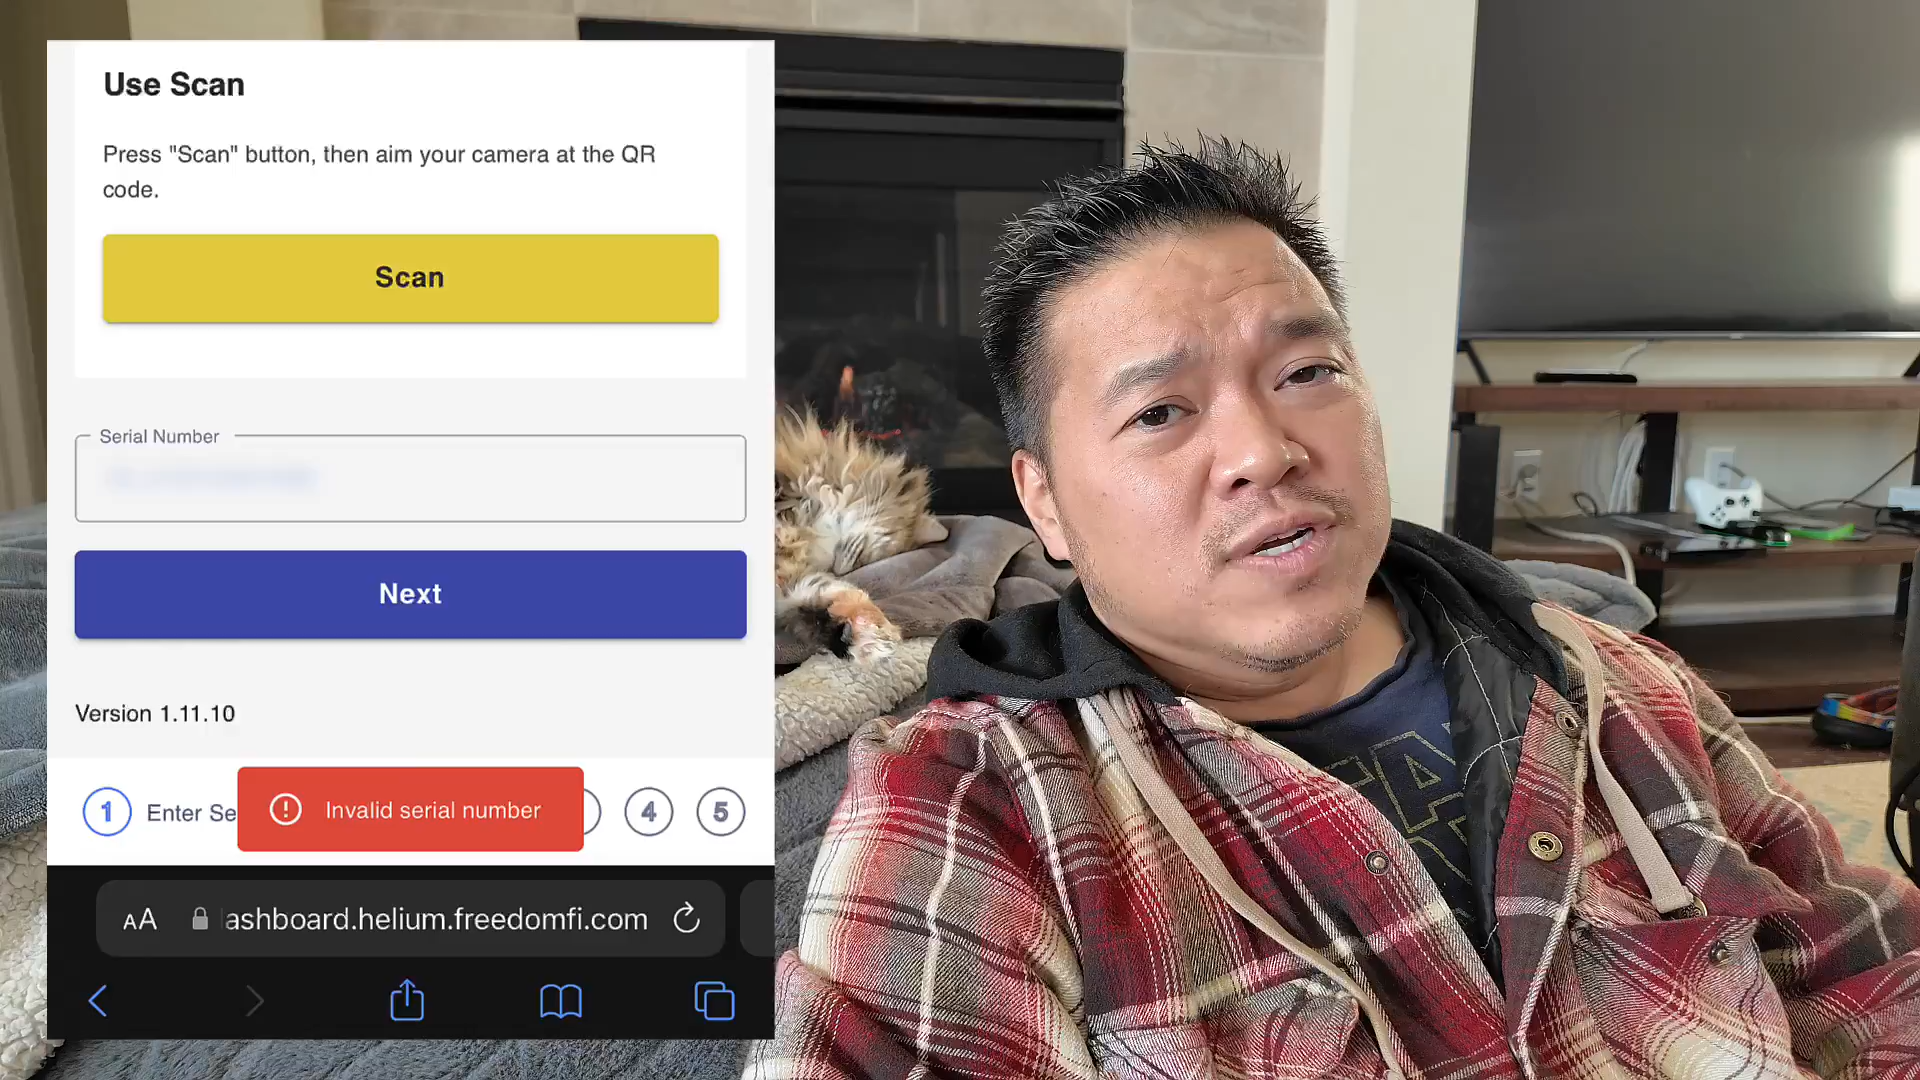 Use Scan
Press "Scan" button, then aim your camera at the QR
code.
Scan
Serial Number
Next
Version 1.11.10
1 Enter Se
Invalid serial number
4 5
AA ashboard.helium.freedomfi.com